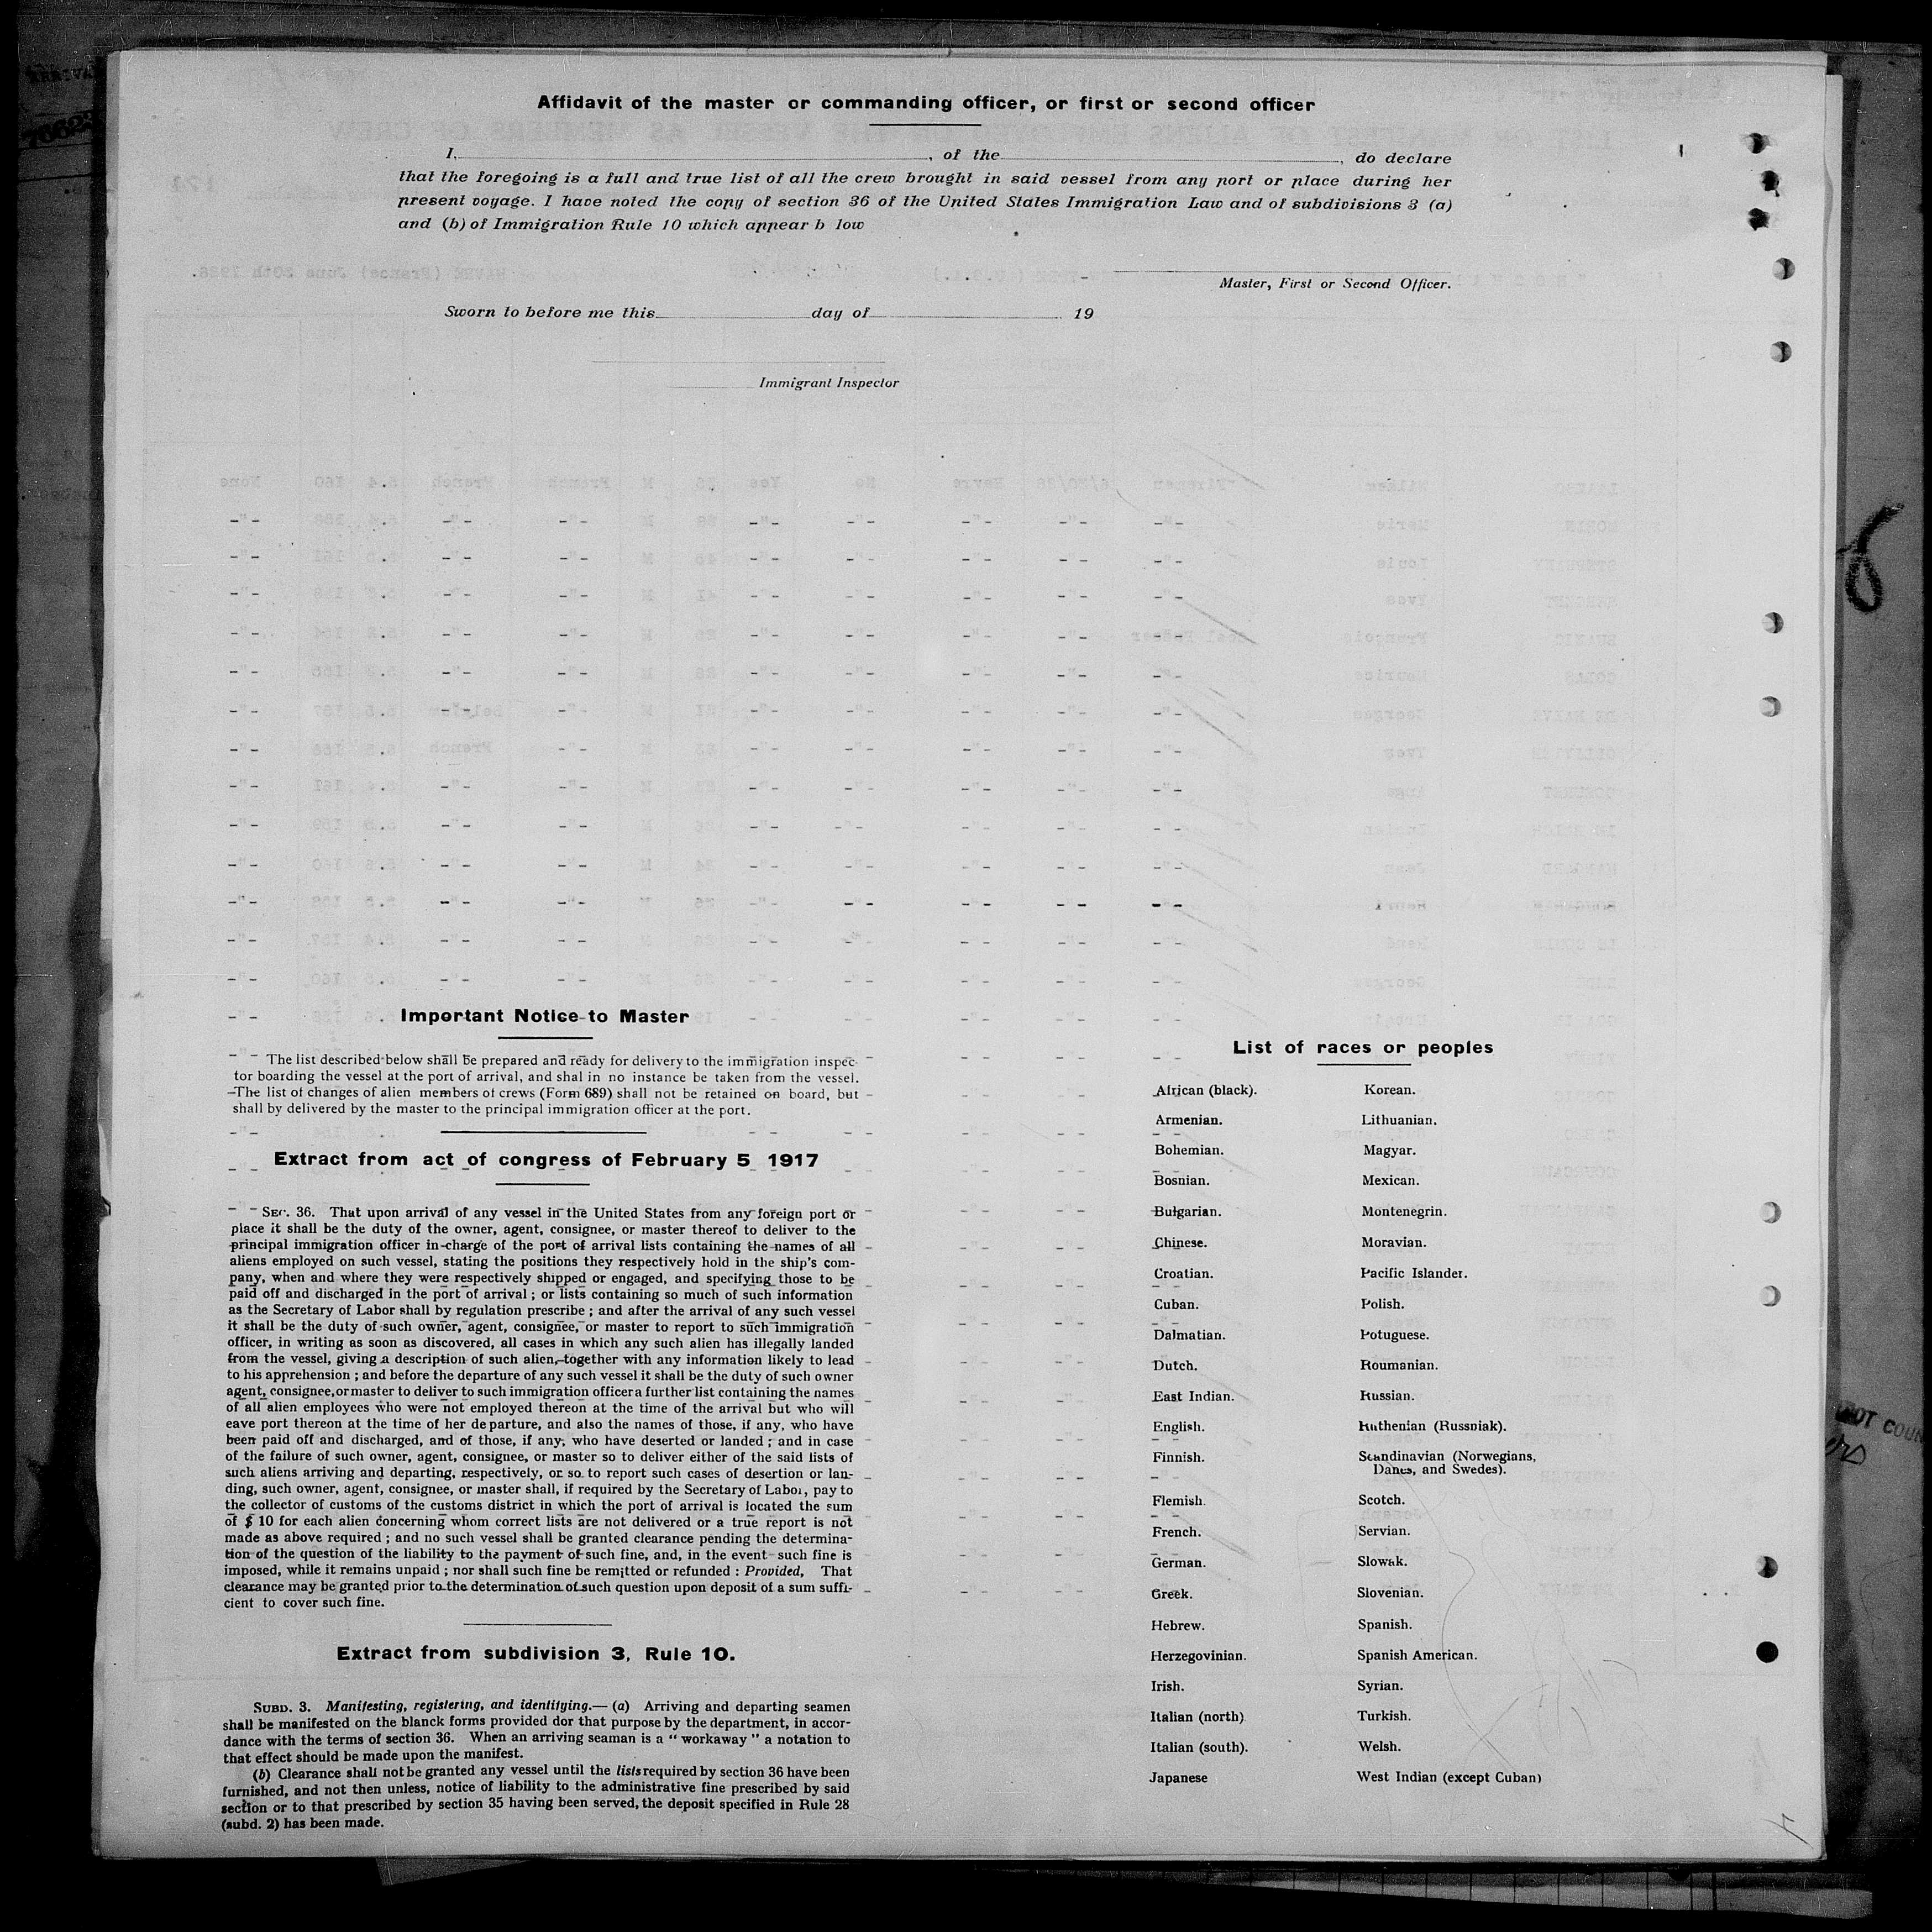 Affidavit of the master or commanding officer, or first or second officer
I, , of the , do declare
that the foregoing is a full and true list of all the crew brought in said vessel from any port or place during her
present voyage. I have noted the copy of section 36 of the United States Immigration Law and of subdivisions 3 (a)
and (b) of Immigration Rule 10 which appear b low
Master, First or Second Officer.
Sworn to before me this day of 19
Immigrant Inspector
Important Notice to Master
The list described below shall be prepared and ready for delivery to the immigration inspec-
tor boarding the vessel at the port of arrival, and shal in no instance be taken from the vessel.
The list of changes of alien members of crews (Form 689) shall not be retained on board, but
shall by delivered by the master to the principal immigration officer at the port.
Extract from act of congress of February 5 1917
SEC. 36. That upon arrival of any vessel in the United States from any foreign port or
place it shall be the duty of the owner, agent, consignee, or master thereof to deliver to the
principal immigration officer in charge of the port of arrival lists containing the names of all
aliens employed on such vessel, stating the positions they respectively hold in the ship's com-
pany, when and where they were respectively shipped or engaged, and specifying those to be
paid off and discharged in the port of arrival ; or lists containing so much of such information
as the Secretary of Labor shall by regulation prescribe ; and after the arrival of any such vessel
it shall be the duty of such owner, agent, consignee, or master to report to such immigration
officer, in writing as soon as discovered, all cases in which any such alien has illegally landed
from the vessel, giving a description of such alien, together with any information likely to lead
to his apprehension ; and before the departure of any such vessel it shall be the duty of such owner
agent, consignee, or master to deliver to such immigration officer a further list containing the names
of all alien employees who were not employed thereon at the time of the arrival but who will
eave port thereon at the time of her departure, and also the names of those, if any, who have
been paid off and discharged, and of those, if any, who have deserted or landed ; and in case
of the failure of such owner, agent, consignee, or master so to deliver either of the said lists of
such aliens arriving and departing, respectively, or so to report such cases of desertion or lan-
ding, such owner, agent, consignee, or master shall, if required by the Secretary of Labor, pay to
the collector of customs of the customs district in which the port of arrival is located the sum
of $ 10 for each alien concerning whom correct lists are not delivered or a true report is not
made as above required ; and no such vessel shall be granted clearance pending the determina-
tion of the question of the liability to the payment of such fine, and, in the event such fine is
imposed, while it remains unpaid ; nor shall such fine be remitted or refunded : Provided, That
clearance may be granted prior to the determination of such question upon deposit of a sum suffi-
cient to cover such fine.
Extract from subdivision 3, Rule 10.
SUBD. 3. Manifesting, registering, and identifying.— (a) Arriving and departing seamen
shall be manifested on the blanck forms provided dor that purpose by the department, in accor-
dance with the terms of section 36. When an arriving seaman is a " workaway " a notation to
that effect should be made upon the manifest.
(b) Clearance shall not be granted any vessel until the lists required by section 36 have been
furnished, and not then unless, notice of liability to the administrative fine prescribed by said
section or to that prescribed by section 35 having been served, the deposit specified in Rule 28
(subd. 2) has been made.
List of races or peoples
African (black).
Armenian.
Bohemian.
Bosnian.
Bulgarian.
Chinese.
Croatian.
Cuban.
Dalmatian.
Dutch.
East Indian.
English.
Finnish.
Flemish.
French.
German.
Greek.
Hebrew.
Herzegovinian.
Irish.
Italian (north)
Italian (south).
Japanese
Korean.
Lithuanian.
Magyar.
Mexican.
Montenegrin.
Moravian.
Pacific Islander.
Polish.
Potuguese.
Roumanian.
Russian.
Ruthenian (Russniak).
Scandinavian (Norwegians,
Danes, and Swedes).
Scotch.
Servian.
Slowak.
Slovenian.
Spanish.
Spanish American.
Syrian.
Turkish.
Welsh.
West Indian (except Cuban)